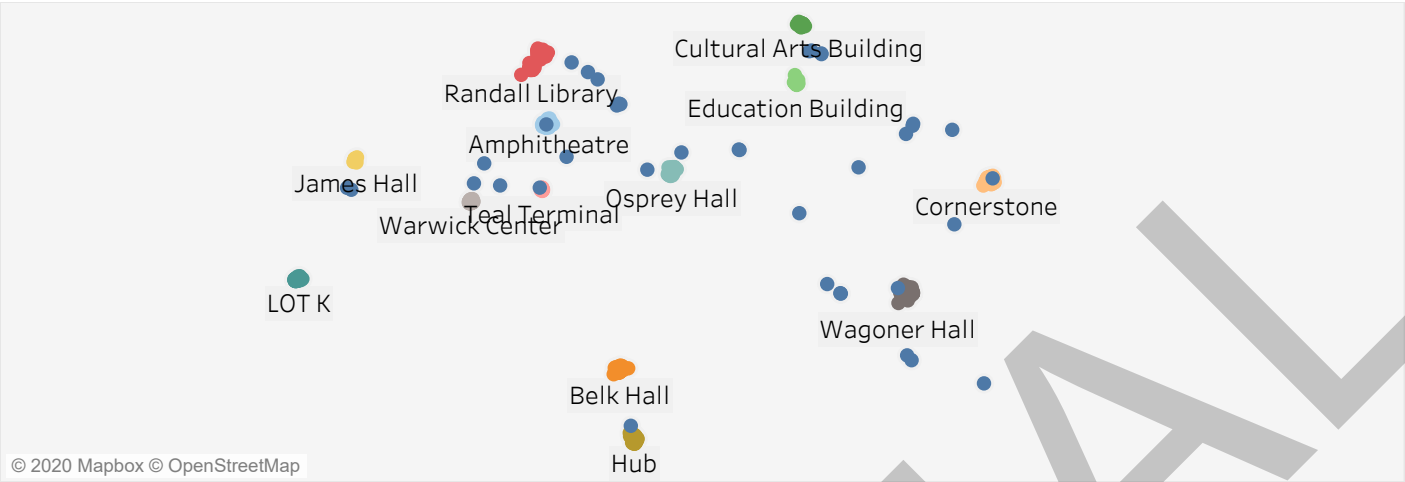 Cultural Arts Building
Randall Library
Education Building
Amphitheatre
James Hall
Osprey Hall
Cornerstone
Teal Terminal
Warwick Center
LOT K
Wagoner Hall
Belk Hall
Hub
© 2020 Mapbox © OpenStreetMap